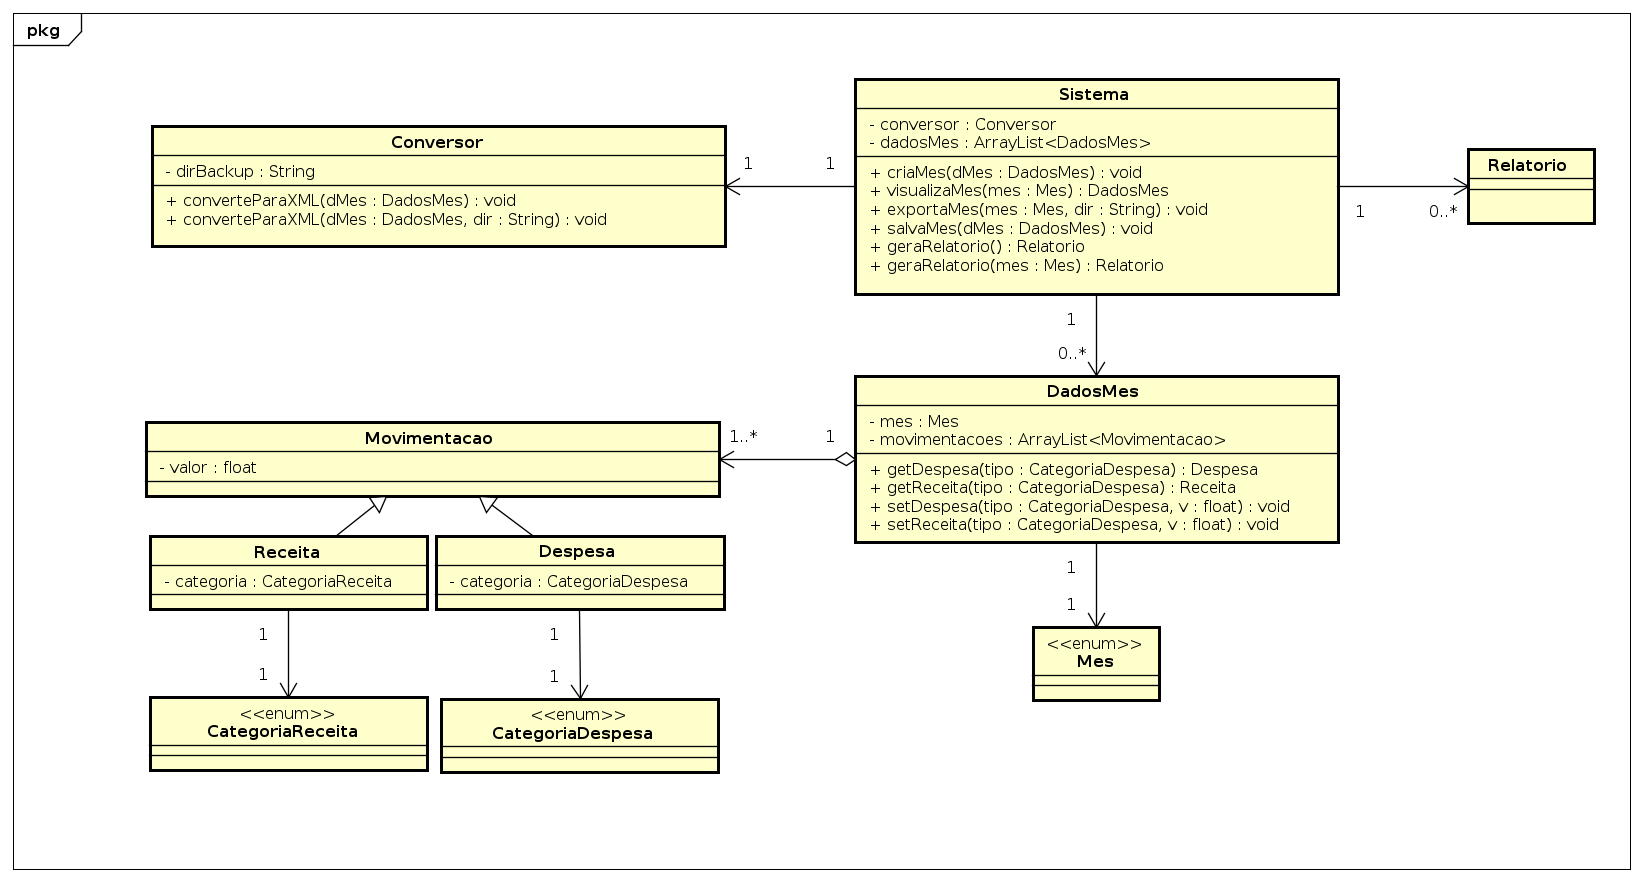 pkg
Sistema
- conversor : Conversor
- dadosMes : ArrayList<DadosMes>
+ criaMes(dMes : DadosMes) : void
+ visualizaMes(mes : Mes) : DadosMes
+ exportaMes(mes : Mes, dir : String) : void
+ salvaMes(dMes : DadosMes) : void
+ geraRelatorio() : Relatorio
+ geraRelatorio(mes : Mes) : Relatorio
Conversor
- dirBackup : String
+ converteParaXML(dMes : DadosMes) : void
+ converteParaXML(dMes : DadosMes, dir : String) : void
1
1
Relatorio
1
0..*
1
0..*
DadosMes
- mes : Mes
- movimentacoes : ArrayList<Movimentacao>
+ getDespesa(tipo : CategoriaDespesa) : Despesa
+ getReceita(tipo : CategoriaDespesa) : Receita
+ setDespesa(tipo : CategoriaDespesa, v : float) : void
+ setReceita(tipo : CategoriaDespesa, v : float) : void
1..*
1
Movimentacao
- valor : float
Receita
- categoria : CategoriaReceita
Despesa
- categoria : CategoriaDespesa
1
1
1
1
1
1
<<enum>>
Mes
<<enum>>
CategoriaReceita
<<enum>>
CategoriaDespesa